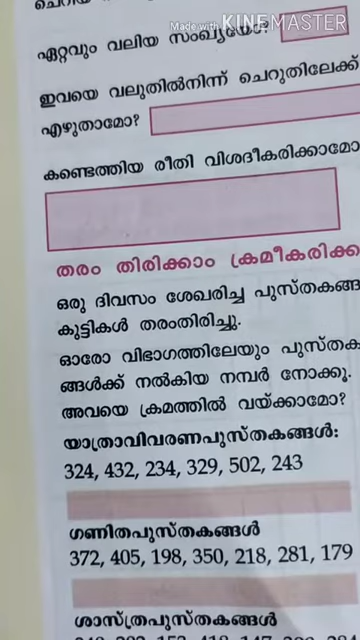 Made with KINEMASTER
ഏറ്റവും വലിയ സംഖ്യയോ?
ഇവയെ വലുതിൽനിന്ന് ചെറുതിലേക്ക്
എഴുതാമോ?
കണ്ടെത്തിയ രീതി വിശദീകരിക്കാമോ
തരം തിരിക്കാം ക്രമീകരിക്ക
ഒരു ദിവസം ശേഖരിച്ച പുസ്തകങ്ങ
കുട്ടികൾ തരംതിരിച്ചു.
ഓരോ വിഭാഗത്തിലേയും പുസ്തക
ങ്ങൾക്ക് നൽകിയ നമ്പർ നോക്കൂ.
അവയെ ക്രമത്തിൽ വയ്ക്കാമോ?
യാത്രാവിവരണപുസ്തകങ്ങൾ:
324, 432, 234, 329, 502, 243
ഗണിതപുസ്തകങ്ങൾ
372, 405, 198, 350, 218, 281, 179
ശാസ്ത്രപുസ്തകങ്ങൾ